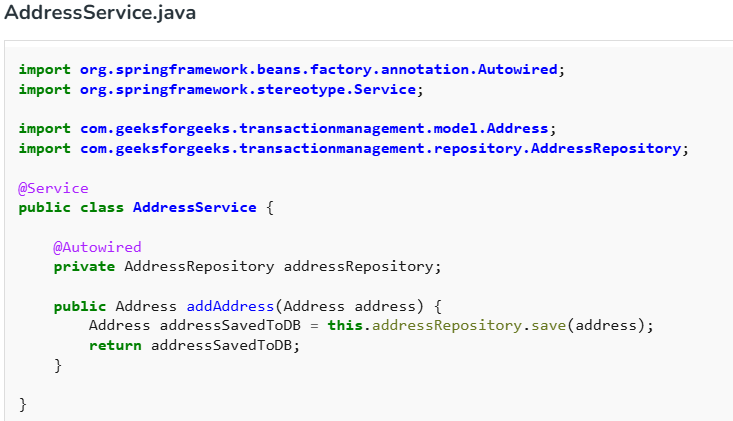 AddressService.java
import org.springframework.beans.factory.annotation.Autowired;
import org.springframework.stereotype.Service;
import com.geeksforgeeks.transactionmanagement.model.Address;
import com.geeksforgeeks.transactionmanagement.repository.AddressRepository;
@Service
public class AddressService {
@Autowired
private AddressRepository addressRepository;
public Address addAddress(Address address) {
Address addressSavedToDB = this.addressRepository.save(address);
return addressSavedToDB;
}
}